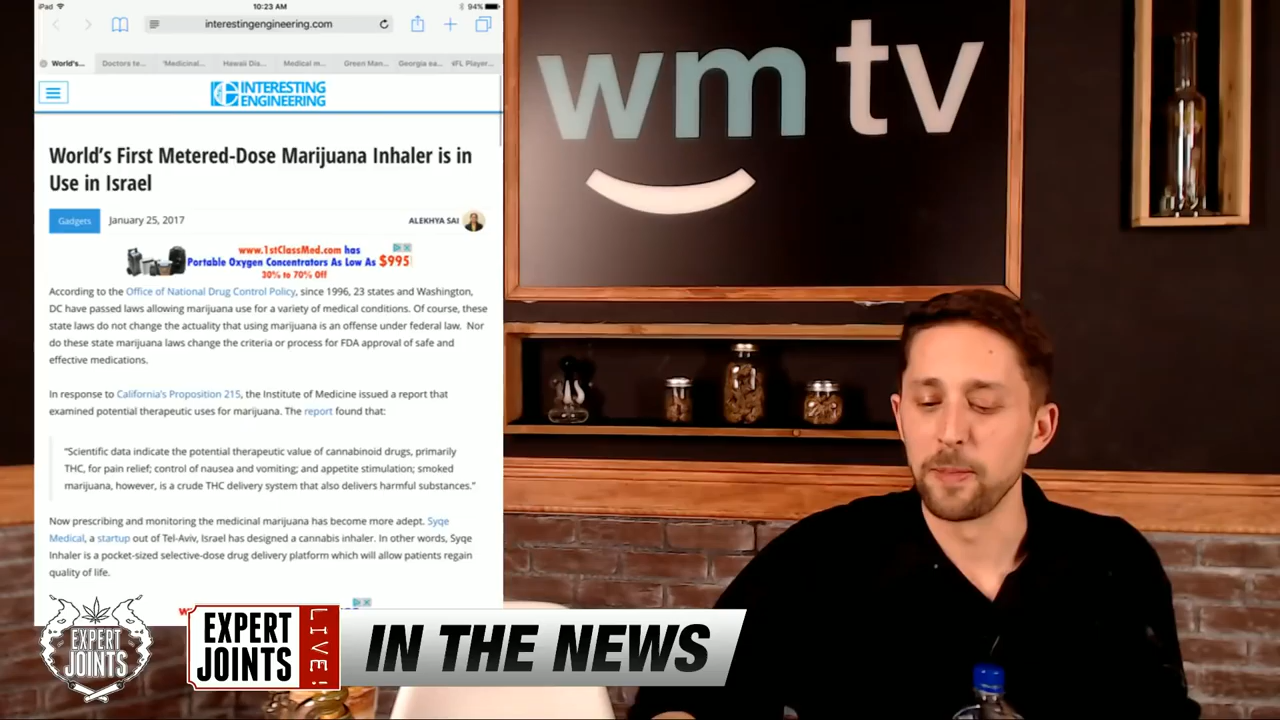 iPad
10:23 AM
94%
interestingengineering.com
World's...
Doctors te...
'Medicinal...
Hawaii Dis...
Medical m...
Green Man...
Georgia ea...
4FL Player...
INTERESTING
ENGINEERING
World's First Metered-Dose Marijuana Inhaler is in
Use in Israel
Gadgets
January 25, 2017
ALEKHYA SAI
www.1stClassMed.com has
Portable Oxygen Concentrators As Low As $995
30% to 70% Off
According to the Office of National Drug Control Policy, since 1996, 23 states and Washington,
DC have passed laws allowing marijuana use for a variety of medical conditions. Of course, these
state laws do not change the actuality that using marijuana is an offense under federal law. Nor
do these state marijuana laws change the criteria or process for FDA approval of safe and
effective medications.
In response to California's Proposition 215, the Institute of Medicine issued a report that
examined potential therapeutic uses for marijuana. The report found that:
"Scientific data indicate the potential therapeutic value of cannabinoid drugs, primarily
THC, for pain relief; control of nausea and vomiting; and appetite stimulation; smoked
marijuana, however, is a crude THC delivery system that also delivers harmful substances."
Now prescribing and monitoring the medicinal marijuana has become more adept. Syqe
Medical, a startup out of Tel-Aviv, Israel has designed a cannabis inhaler. In other words, Syqe
Inhaler is a pocket-sized selective-dose drug delivery platform which will allow patients regain
quality of life.
wm tv
EXPERT
JOINTS
EXPERT
JOINTS
LIVE!
IN THE NEWS